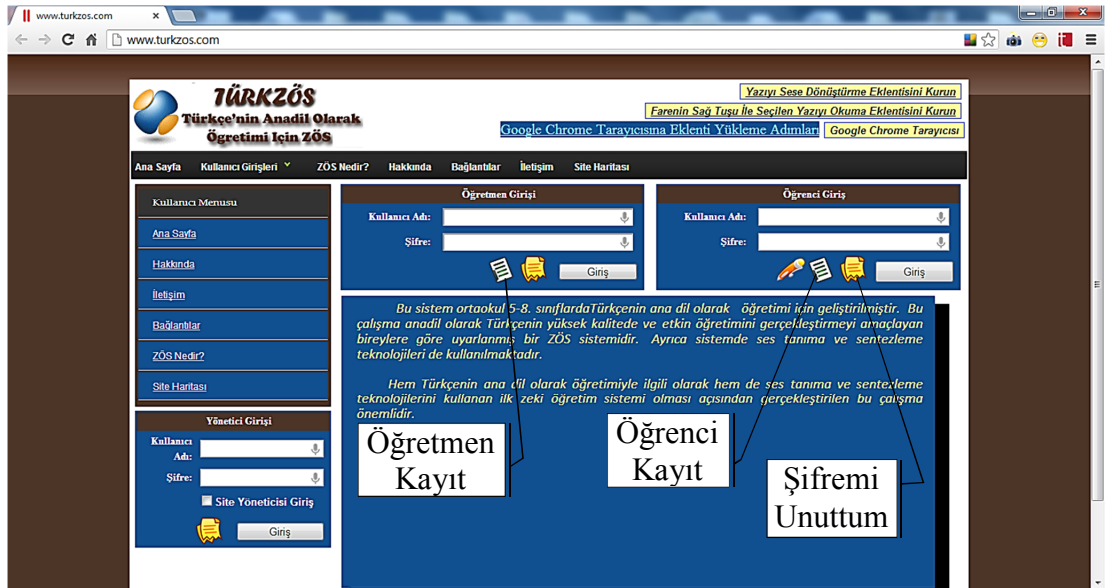 www.turkzos.com
www.turkzos.com
TÜRKZÖS
Türkçe'nin Anadil Olarak
Ögretimi Için ZÖS
Yazıyı Sese Dönüştürme Eklentisini Kurun
Farenin Sağ Tuşu İle Seçilen Yazıyı Okuma Eklentisini Kurun
Google Chrome Tarayıcısına Eklenti Yükleme Adımları
Google Chrome Tarayıcısı
Ana Sayfa Kullanıcı Girişleri ZÖS Nedir? Hakkında Bağlantılar İletişim Site Haritası
Kullanıcı Menusu
Ana Sayfa
Hakkında
İletişim
Bağlantılar
ZÖS Nedir?
Site Haritası
Yönetici Girişi
Kullanıcı
Adı:
Şifre:
Site Yöneticisi Giriş
Giriş
Öğretmen Girişi
Kullanıcı Adı:
Şifre:
Giriş
Öğrenci Giriş
Kullanıcı Adı:
Şifre:
Giriş
Bu sistem ortaokul 5-8. sınıflardaTürkçenin ana dil olarak öğretimi için geliştirilmiştir. Bu
çalışma anadil olarak Türkçenin yüksek kalitede ve etkin öğretimini gerçekleştirmeyi amaçlayan
bireylere göre uyarlanmış bir ZÖS sistemidir. Ayrıca sistemde ses tanıma ve sentezleme
teknolojileri de kullanılmaktadır.
Hem Türkçenin ana dil olarak öğretimiyle ilgili olarak hem de ses tanıma ve sentezleme
teknolojilerini kullanan ilk zeki öğretim sistemi olması açısından gerçekleştirilen bu çalışma
önemlidir.
Öğretmen
Kayıt
Öğrenci
Kayıt
Şifremi
Unuttum